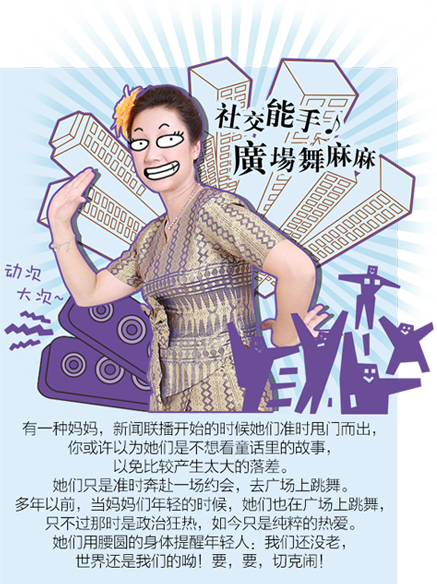 社交能手♪
廣場舞麻麻
动次
大次~
有一种妈妈，新闻联播开始的时候她们准时甩门而出，
你或许以为她们是不想看童话里的故事，
以免比较产生太大的落差。
她们只是准时奔赴一场约会，去广场上跳舞。
多年以前，当妈妈们年轻的时候，她们也在广场上跳舞，
只不过那时是政治狂热，如今只是纯粹的热爱。
她们用腰圆的身体提醒年轻人：我们还没老，
世界还是我们的呦！要，要，切克闹！